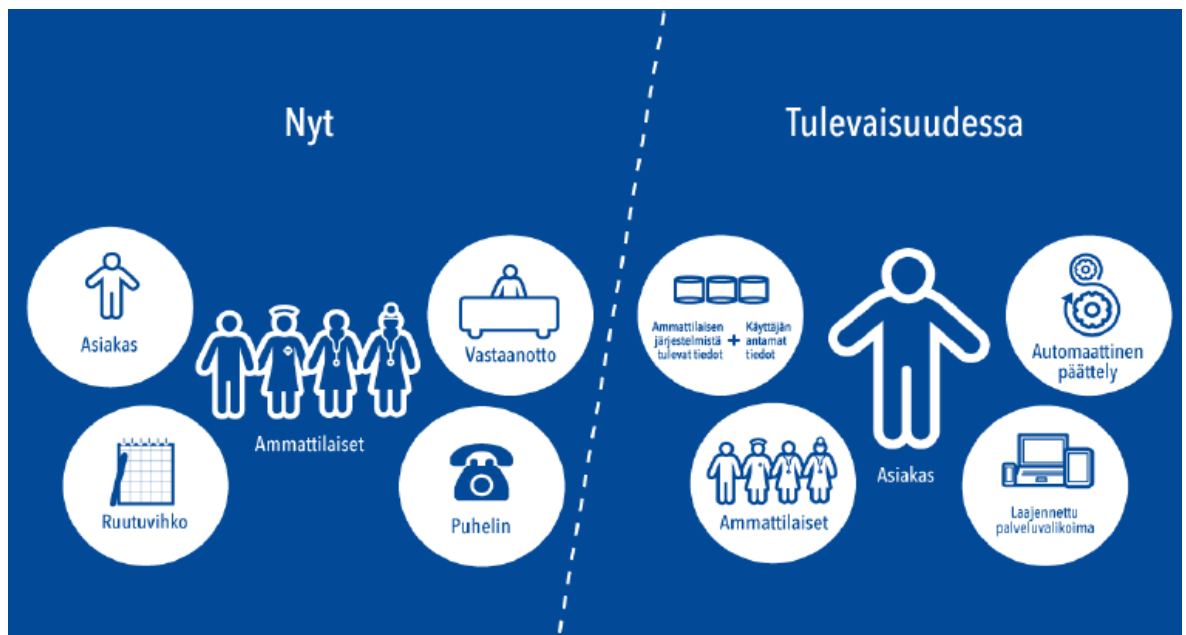 Nyt
Tulevaisuudessa
Asiakas
Vastaanotto
Ammattilaiset
Ruutuvihko
Puhelin
Ammattilaisen
järjestelmistä
tulevat tiedot
+
Käyttäjän
antamat
tiedot
Automaattinen
päättely
Asiakas
Ammattilaiset
Laajennettu
palveluvalikoima